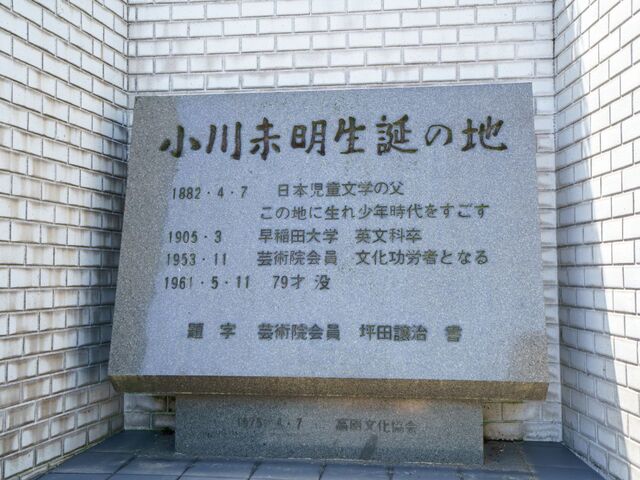 小川未明生誕の地
1882・4・7 日本児童文学の父
この地に生れ少年時代をすごす
1905・3 早稲田大学 英文科卒
1953・11 芸術院会員 文化功労者となる
1961・5・11 79才 没
題字 芸術院会員 坪田譲治 書
1975・4・7 高田文化協会